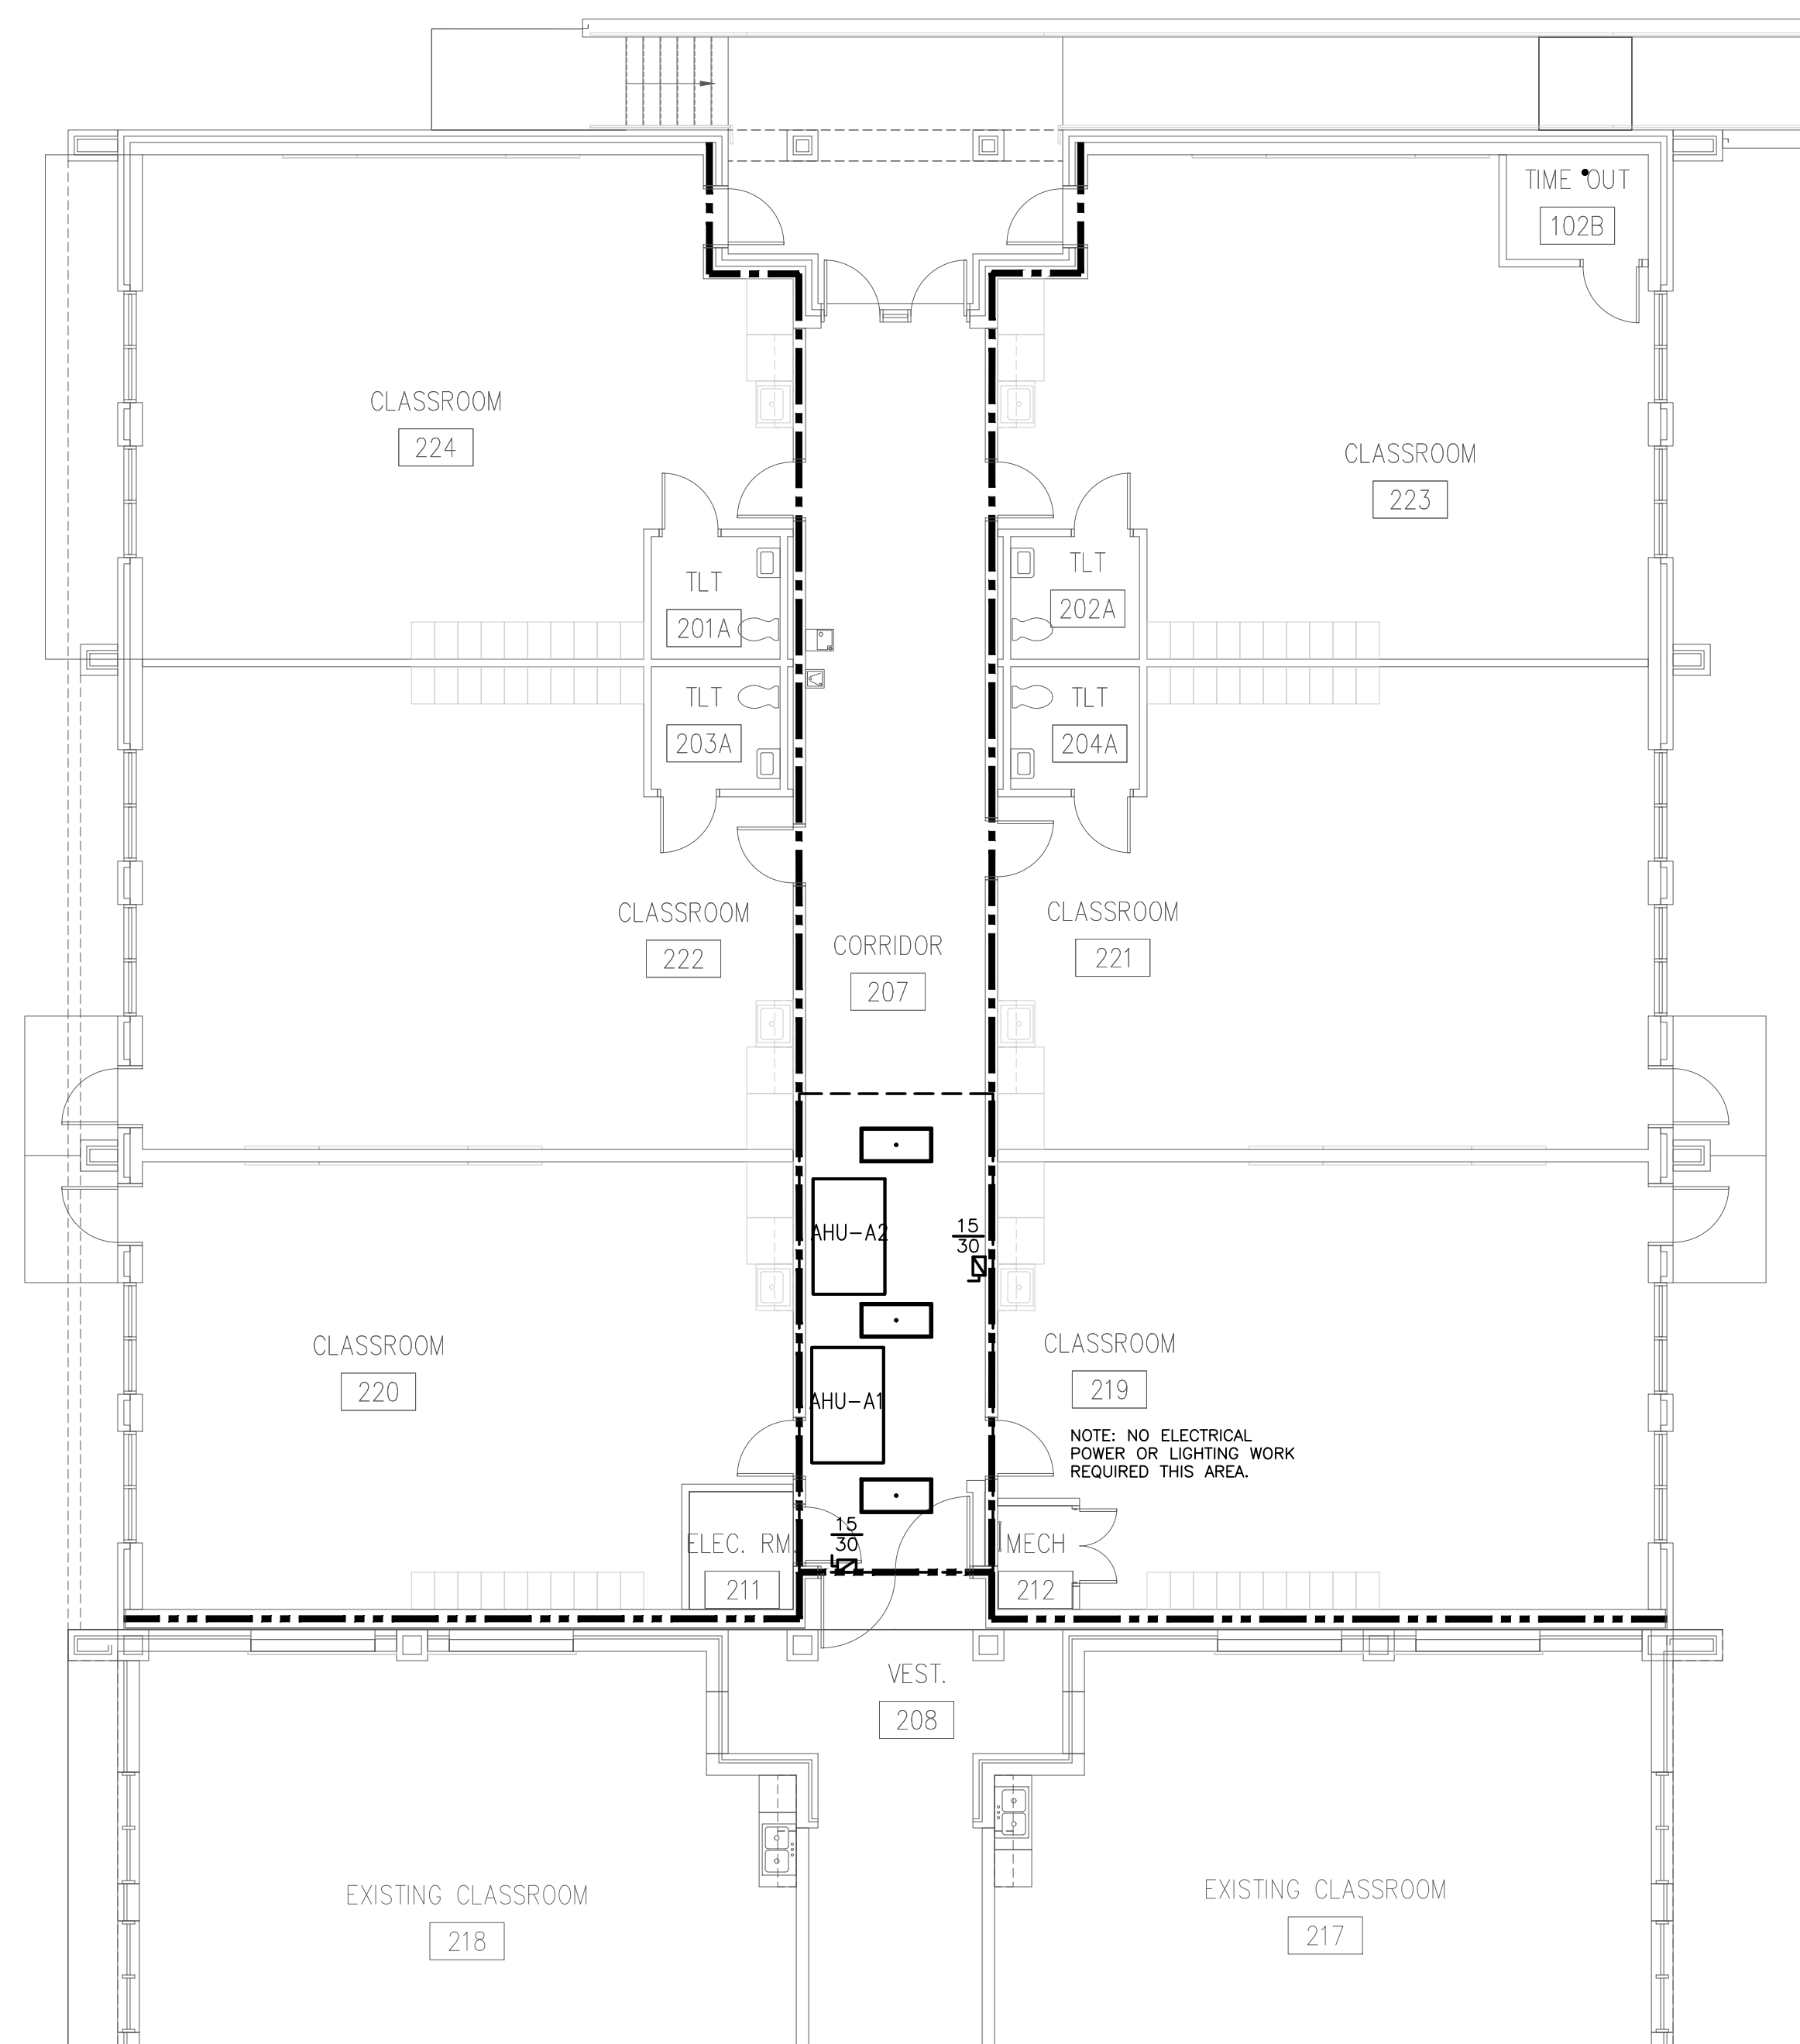 TIME OUT
102B
CLASSROOM
224
CLASSROOM
223
TLT
201A
TLT
202A
TLT
203A
TLT
204A
CLASSROOM
222
CORRIDOR
207
CLASSROOM
221
AHU-A2
15
30
CLASSROOM
220
AHU-A1
CLASSROOM
219
NOTE: NO ELECTRICAL
POWER OR LIGHTING WORK
REQUIRED THIS AREA.
15
30
ELEC. RM.
211
MECH
212
VEST.
208
EXISTING CLASSROOM
218
EXISTING CLASSROOM
217